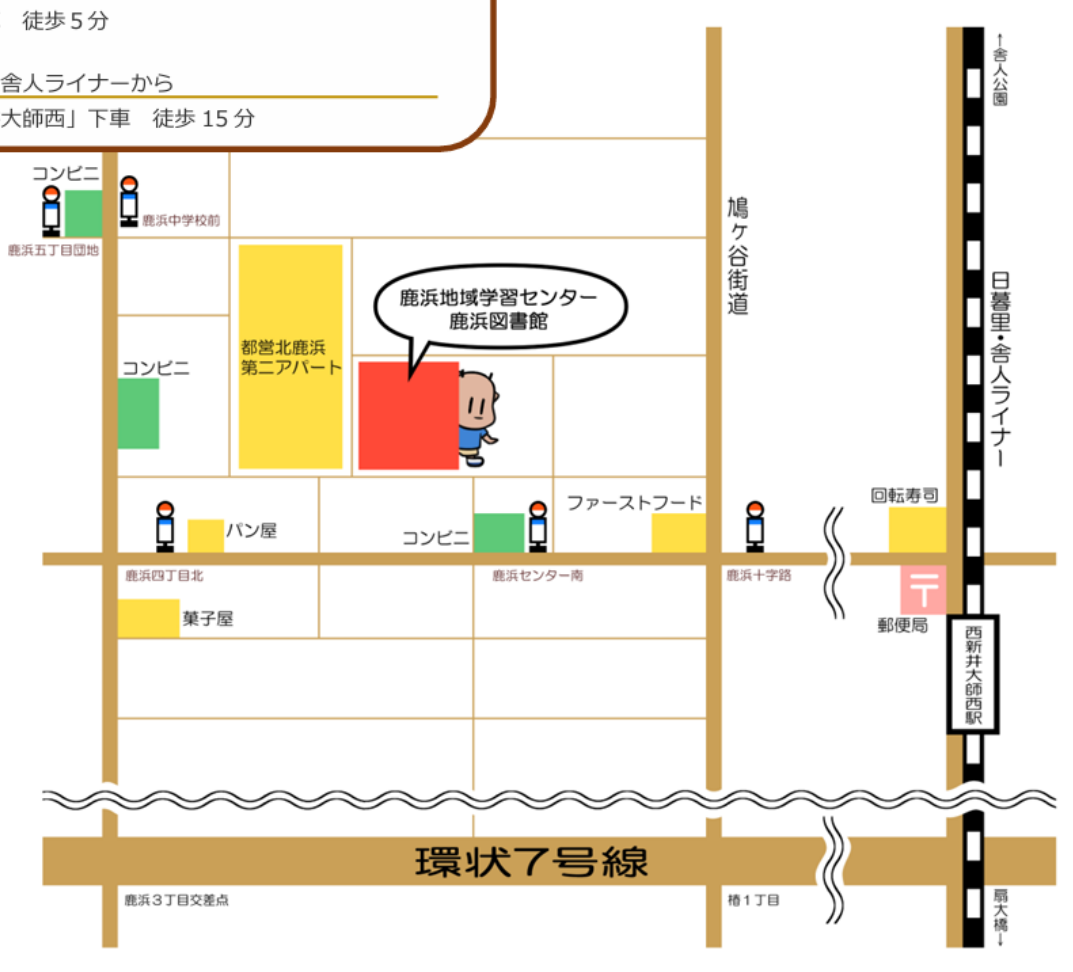 徒歩5分
舎人ライナーから
大師西」下車 徒歩 15 分
コンビニ
鹿浜中学校前
鹿浜五丁目団地
鳩ヶ谷街道
↑舎人公園
日暮里・舎人ライナー
鹿浜地域学習センター
鹿浜図書館
都営北鹿浜
第二アパート
コンビニ
パン屋
コンビニ
ファーストフード
回転寿司
鹿浜四丁目北
鹿浜センター南
鹿浜十字路
〒
郵便局
菓子屋
西新井大師西駅
環状7号線
鹿浜3丁目交差点
椿1丁目
扇大橋↓